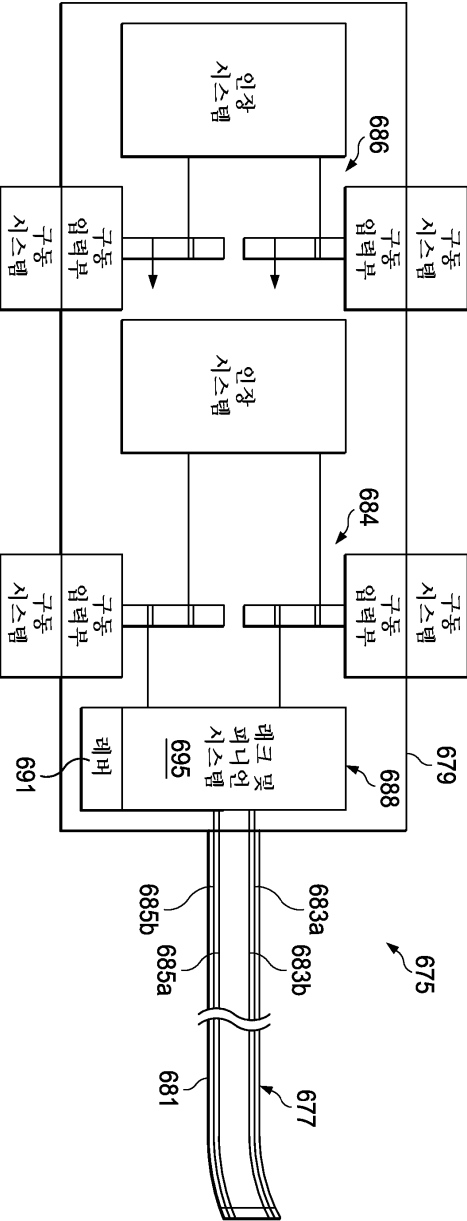 구동
시스템
구동
시스템
679
675
구동
입력부
구동
입력부
686
684
688
683a
683b
677
인장
시스템
인장
시스템
래크 및
피니언
시스템
695
685a
685b
681
레버
691
구동
입력부
구동
입력부
구동
시스템
구동
시스템